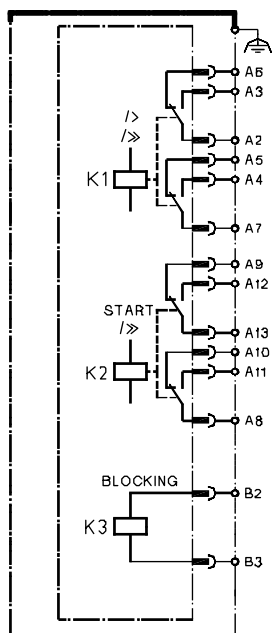 A6
A3
I>
I>>
A2
A5
K1
A4
A7
A9
A12
START
A13
I>>
A10
K2
A11
A8
BLOCKING
B2
K3
B3